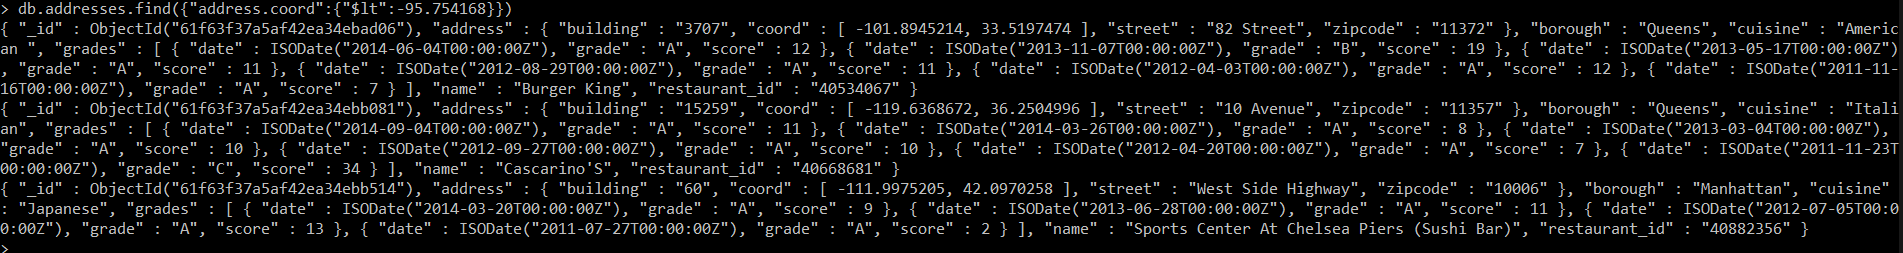 > db.addresses.find({"address.coord":{"$lt":-95.754168}})
{ "_id" : ObjectId("61f63f37a5af42ea34ebad06"), "address" : { "building" : "3707", "coord" : [ -101.8945214, 33.5197474 ], "street" : "82 Street", "zipcode" : "11372" }, "borough" : "Queens", "cuisine" : "Americ
an ", "grades" : [ { "date" : ISODate("2014-06-04T00:00:00Z"), "grade" : "A", "score" : 12 }, { "date" : ISODate("2013-11-07T00:00:00Z"), "grade" : "B", "score" : 19 }, { "date" : ISODate("2013-05-17T00:00:00Z")
, "grade" : "A", "score" : 11 }, { "date" : ISODate("2012-08-29T00:00:00Z"), "grade" : "A", "score" : 11 }, { "date" : ISODate("2012-04-03T00:00:00Z"), "grade" : "A", "score" : 12 }, { "date" : ISODate("2011-11-
16T00:00:00Z"), "grade" : "A", "score" : 7 } ], "name" : "Burger King", "restaurant_id" : "40534067" }
{ "_id" : ObjectId("61f63f37a5af42ea34ebb081"), "address" : { "building" : "15259", "coord" : [ -119.6368672, 36.2504996 ], "street" : "10 Avenue", "zipcode" : "11357" }, "borough" : "Queens", "cuisine" : "Itali
an", "grades" : [ { "date" : ISODate("2014-09-04T00:00:00Z"), "grade" : "A", "score" : 11 }, { "date" : ISODate("2014-03-26T00:00:00Z"), "grade" : "A", "score" : 8 }, { "date" : ISODate("2013-03-04T00:00:00Z"),
"grade" : "A", "score" : 10 }, { "date" : ISODate("2012-09-27T00:00:00Z"), "grade" : "A", "score" : 10 }, { "date" : ISODate("2012-04-20T00:00:00Z"), "grade" : "A", "score" : 7 }, { "date" : ISODate("2011-11-23T
00:00:00Z"), "grade" : "C", "score" : 34 } ], "name" : "Cascarino'S", "restaurant_id" : "40668681" }
{ "_id" : ObjectId("61f63f37a5af42ea34ebb514"), "address" : { "building" : "60", "coord" : [ -111.9975205, 42.0970258 ], "street" : "West Side Highway", "zipcode" : "10006" }, "borough" : "Manhattan", "cuisine"
: "Japanese", "grades" : [ { "date" : ISODate("2014-03-20T00:00:00Z"), "grade" : "A", "score" : 9 }, { "date" : ISODate("2013-06-28T00:00:00Z"), "grade" : "A", "score" : 11 }, { "date" : ISODate("2012-07-05T00:0
0:00Z"), "grade" : "A", "score" : 13 }, { "date" : ISODate("2011-07-27T00:00:00Z"), "grade" : "A", "score" : 2 } ], "name" : "Sports Center At Chelsea Piers (Sushi Bar)", "restaurant_id" : "40882356" }
>